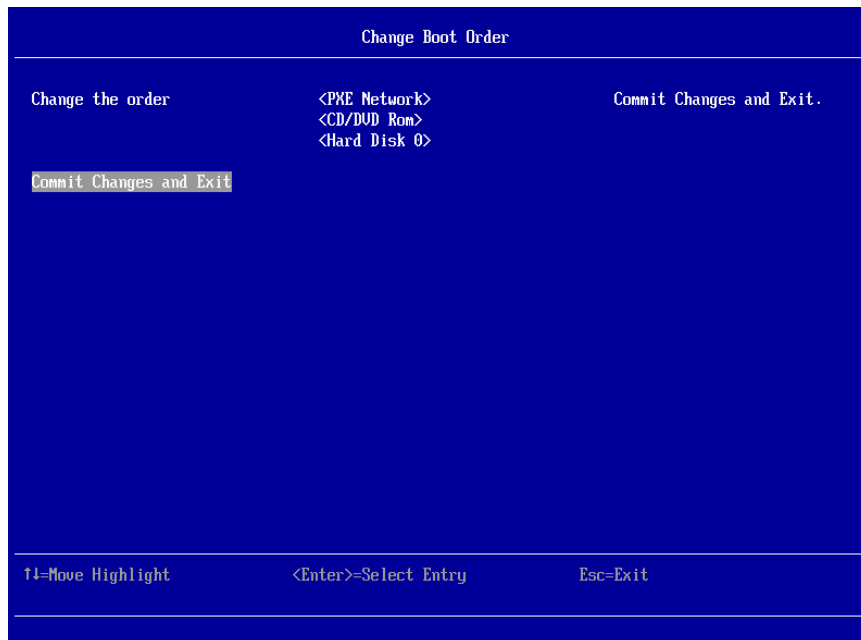 Change Boot Order
Change the order <PXE Network> Commit Changes and Exit.
<CD/DVD Rom>
<Hard Disk 0>
Commit Changes and Exit
↑↓=Move Highlight <Enter>=Select Entry Esc=Exit